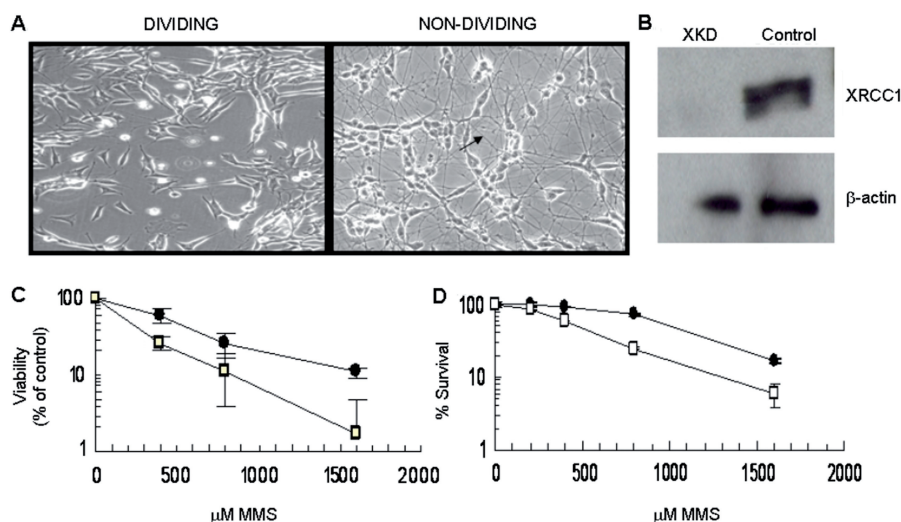 A
DIVIDING
NON-DIVIDING
B
XKD Control
XRCC1
β-actin
C
Viability
(% of control)
100
10
1
0 500 1000 1500 2000
μM MMS
D
% Survival
100
10
1
0 500 1000 1500 2000
μM MMS